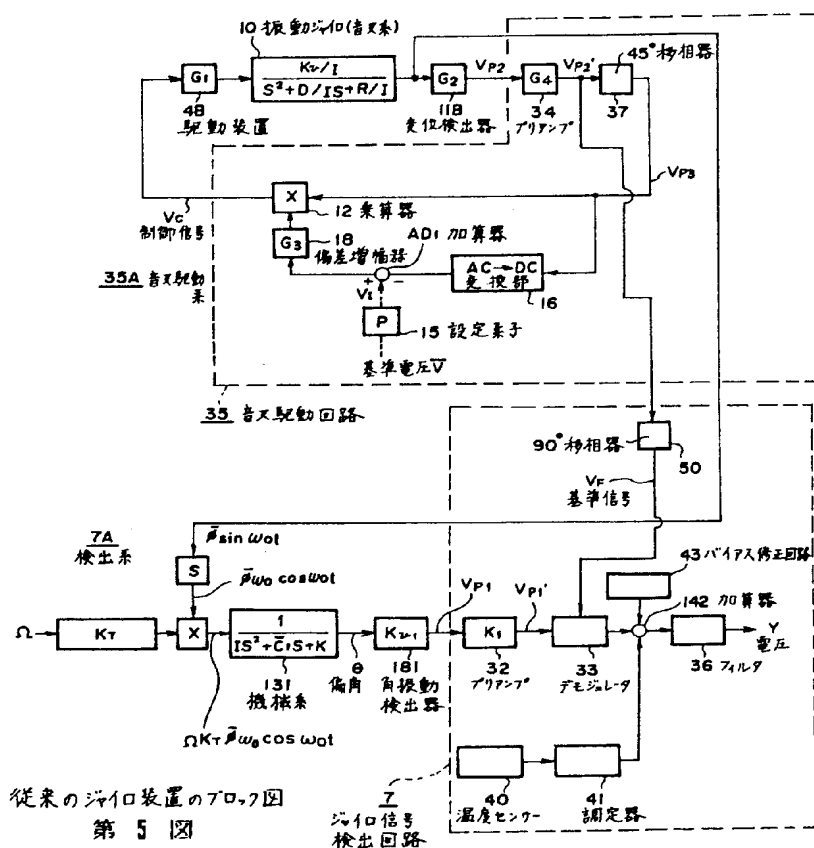 10 振動ジャイロ(音叉系)
45°移相器
G1
Kv/I
S²+D/IS+R/I
G2
VP2
G4
VP2'
48
駆動装置
11B
変位検出器
34
プリアンプ
37
VP3
X
12 乗算器
VC
制御信号
G3
18
偏差増幅器
AD1 加算器
AC→DC
変換部
16
35A 音叉駆動系
+
-
V1
P
15 設定素子
基準電圧V̄
35 音叉駆動回路
90°移相器
50
VF
基準信号
7A
検出系
φ̄sin ω0t
S
φ̄ω0 cosω0t
43 バイアス修正回路
VP1
VP1'
142 加算器
Ω
KT
X
1
IS²+C̄1S+K
Kv1
K1
Y
電圧
131
機械系
θ
偏角
181
角振動検出器
32
プリアンプ
33
デモジュレータ
36 フィルタ
ΩKT φ̄ω0 cos ω0t
7
ジャイロ信号検出回路
40
温度センサー
41
調定器
従来のジャイロ装置のブロック図
第 5 図